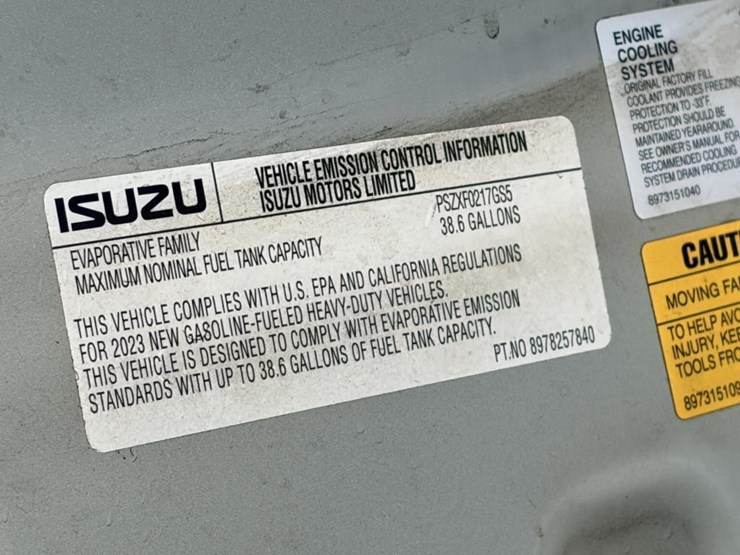 ISUZU
VEHICLE EMISSION CONTROL INFORMATION
ISUZU MOTORS LIMITED
EVAPORATIVE FAMILY PSZXF0217GS5
MAXIMUM NOMINAL FUEL TANK CAPACITY 38.6 GALLONS
THIS VEHICLE COMPLIES WITH U.S. EPA AND CALIFORNIA REGULATIONS
FOR 2023 NEW GASOLINE-FUELED HEAVY-DUTY VEHICLES.
THIS VEHICLE IS DESIGNED TO COMPLY WITH EVAPORATIVE EMISSION
STANDARDS WITH UP TO 38.6 GALLONS OF FUEL TANK CAPACITY.
PT.NO 8978257840
ENGINE
COOLING
SYSTEM
ORIGINAL FACTORY FILL
COOLANT PROVIDES FREEZING
PROTECTION TO -33°F.
PROTECTION SHOULD BE
MAINTAINED YEAR AROUND.
SEE OWNER'S MANUAL FOR
RECOMMENDED COOLING
SYSTEM DRAIN PROCEDU
8973151040
CAUT
MOVING FA
TO HELP AVO
INJURY, KEE
TOOLS FRO
897315109